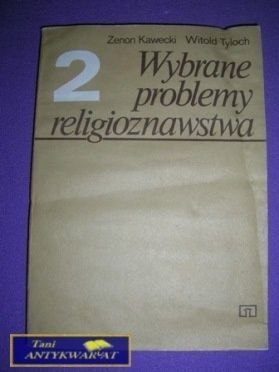 Zenon Kawecki Witold Tyloch
2 Wybrane
problemy
religioznawstwa
Tani
ANTYKWARIAT